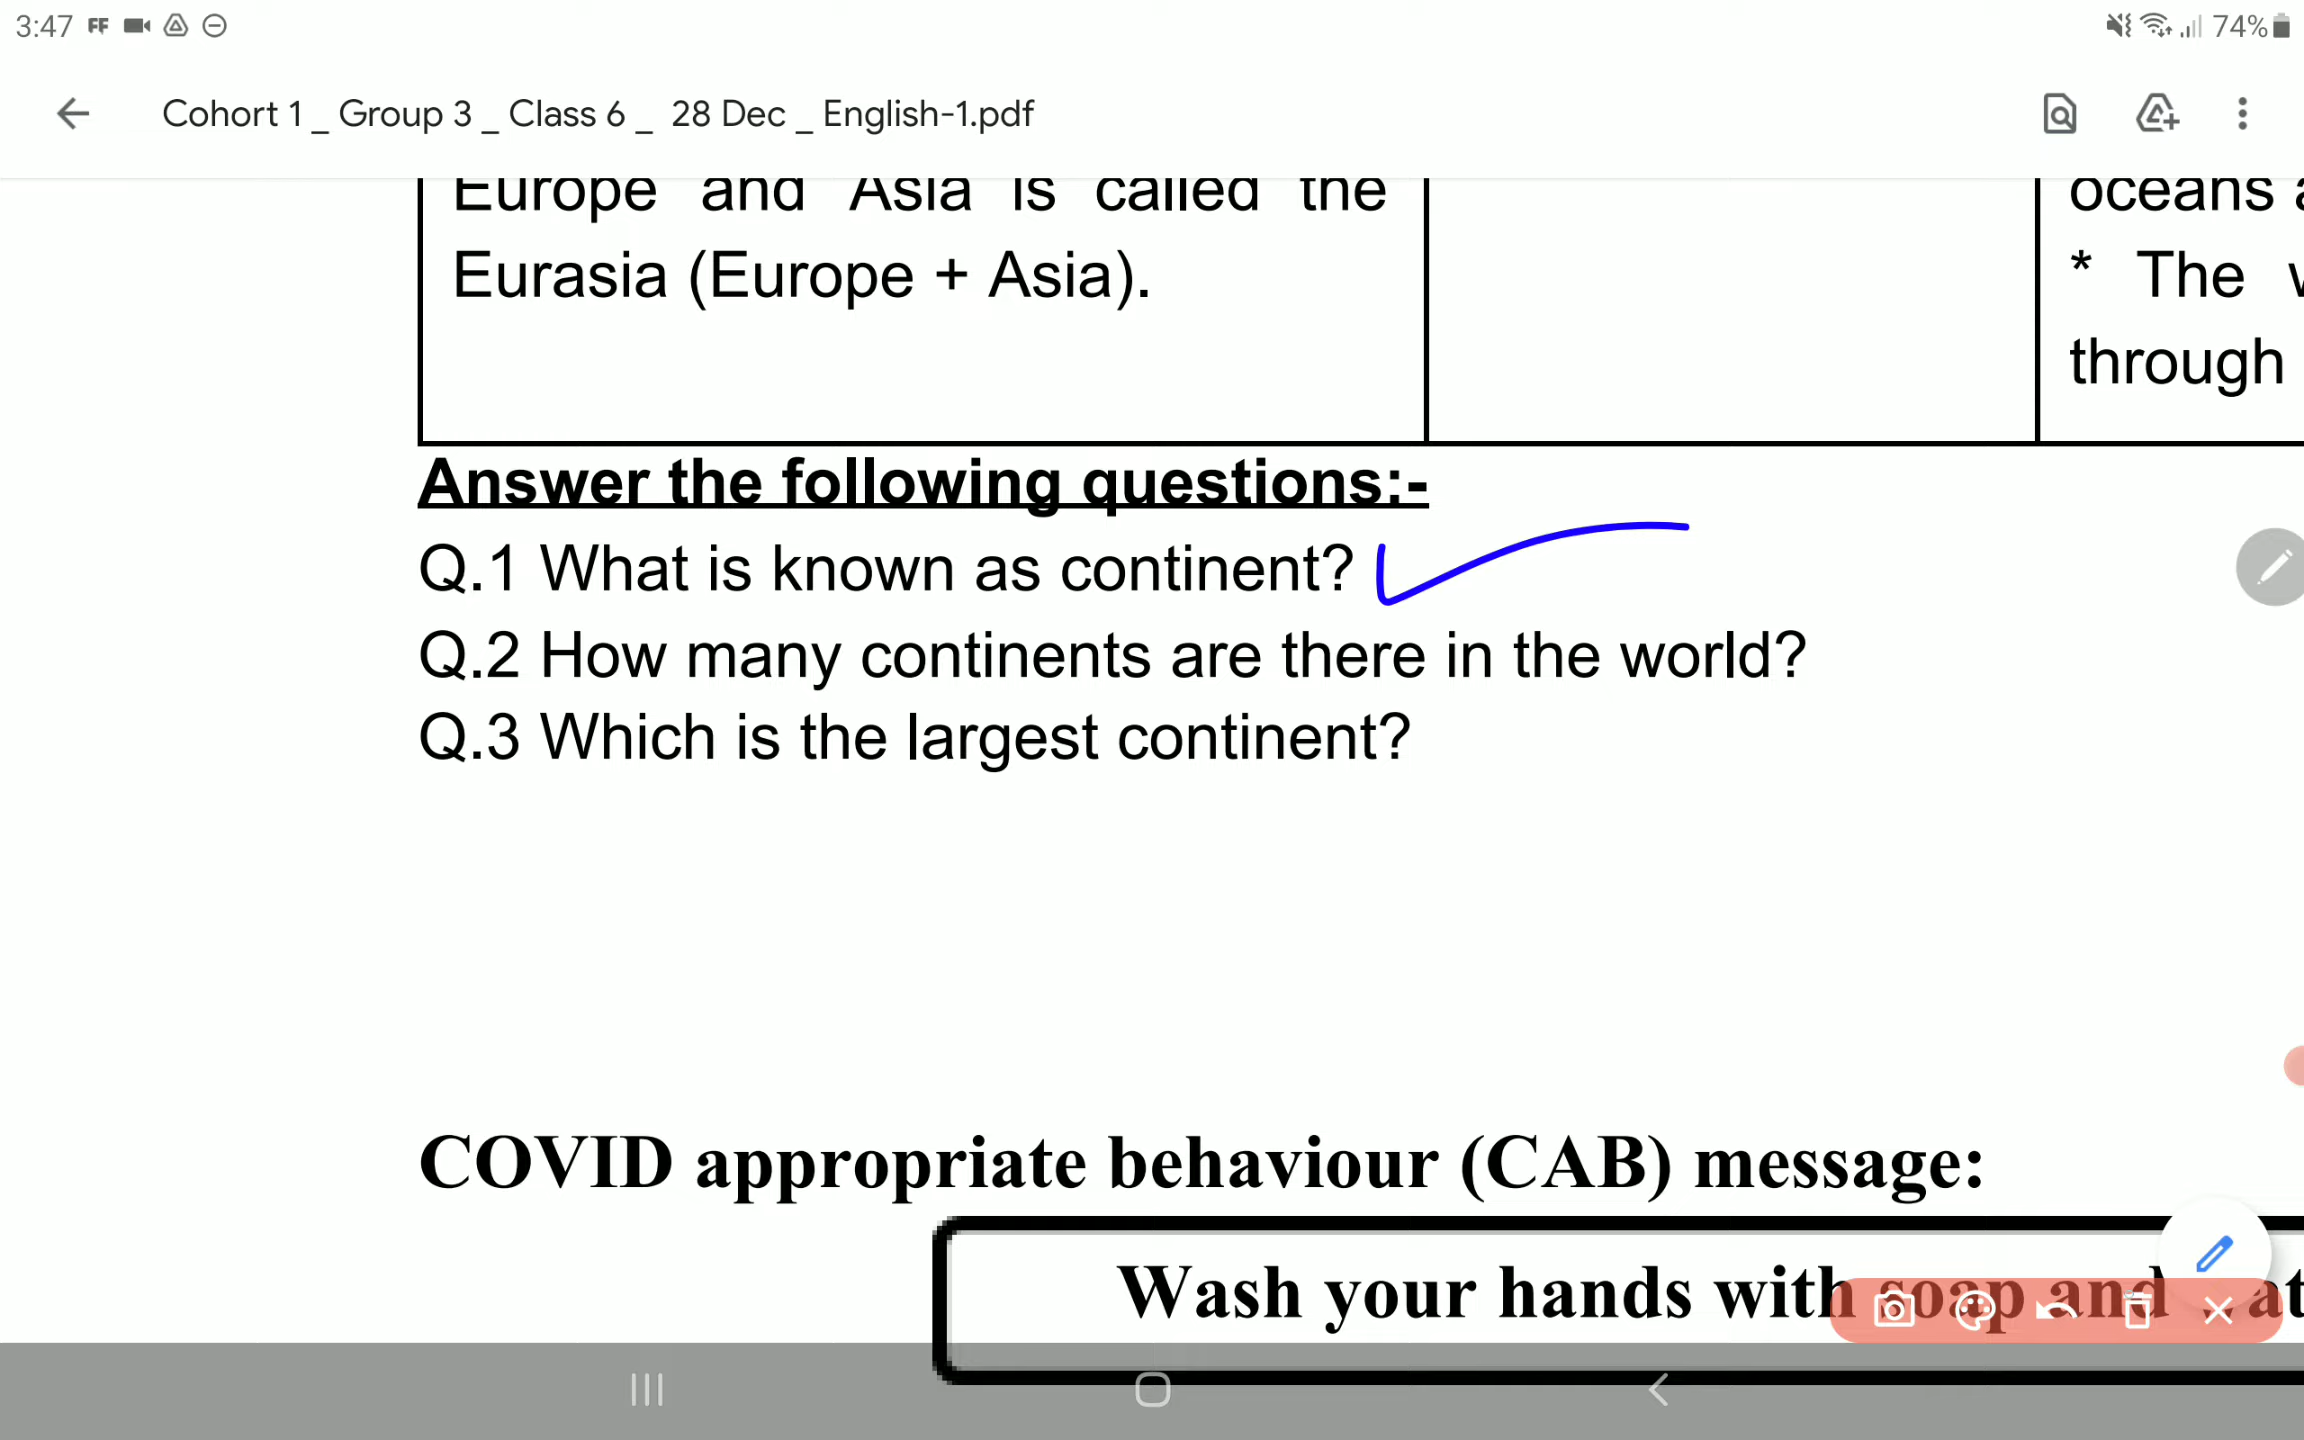 3:47 74%
Cohort 1 _ Group 3 _ Class 6 _ 28 Dec _ English-1.pdf
Europe and Asia is called the
Eurasia (Europe + Asia).
oceans
* The
through
Answer the following questions:-
Q.1 What is known as continent?
Q.2 How many continents are there in the world?
Q.3 Which is the largest continent?
COVID appropriate behaviour (CAB) message:
Wash your hands with soap and